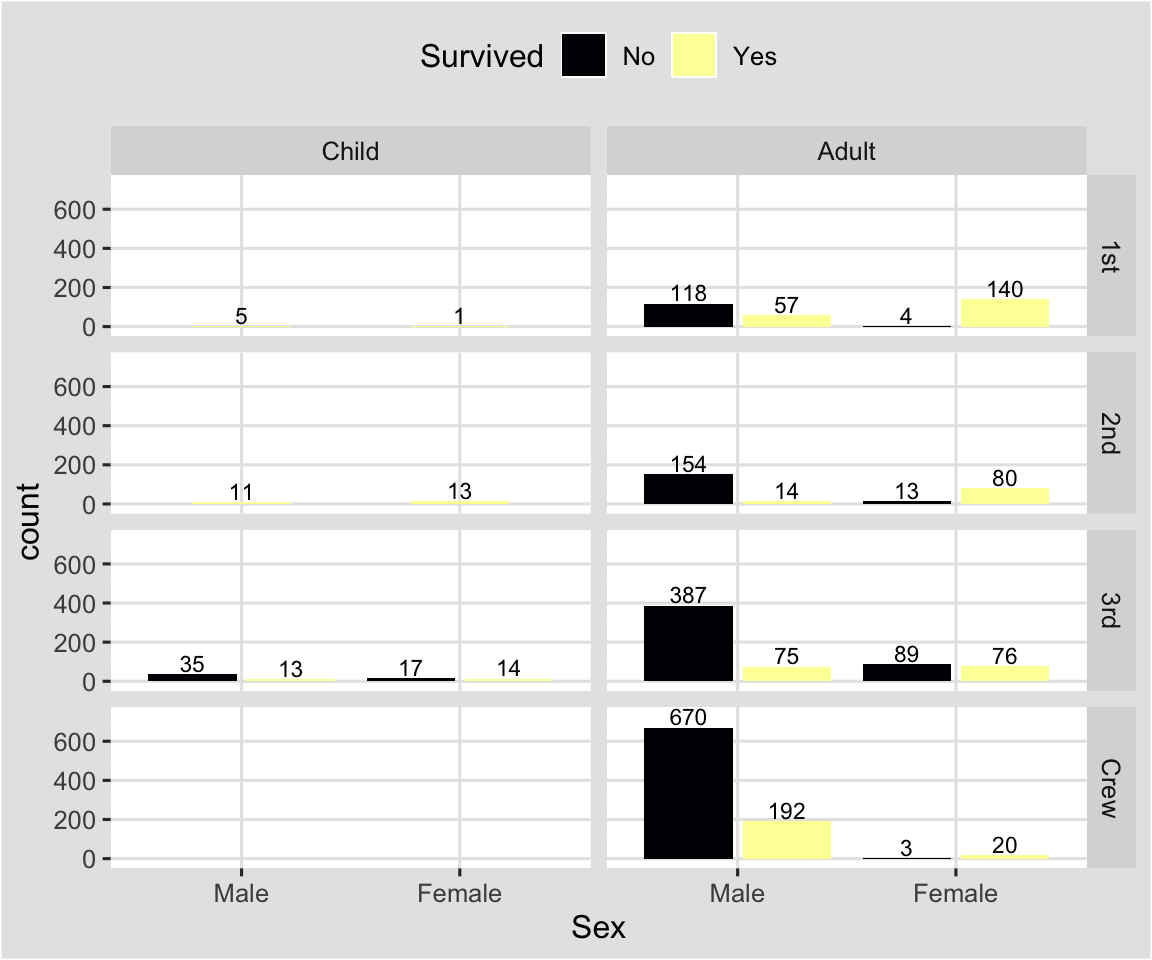 Survived No Yes
Child Adult
600
400
200
0
5 1
118 57 4 140
1st
600
400
200
0
11 13
154 14 13 80
2nd
count
600
400
200
0
35 13 17 14
387 75 89 76
3rd
600
400
200
0
670 192 3 20
Crew
Male Female Male Female
Sex